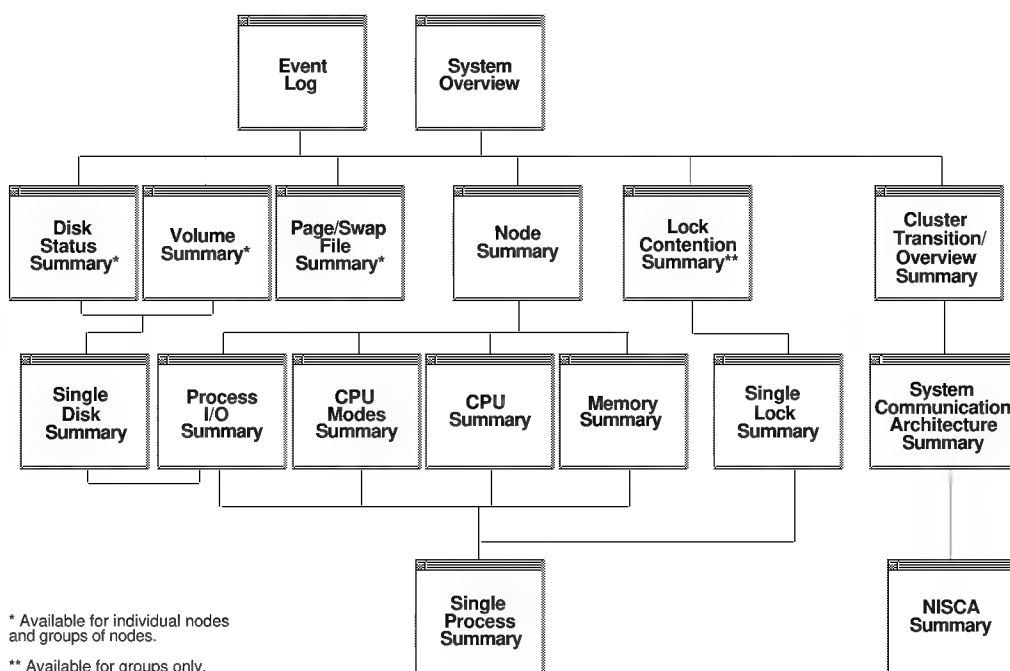 Event
Log
System
Overview
Disk
Status
Summary*
Volume
Summary*
Page/Swap
File
Summary*
Node
Summary
Lock
Contention
Summary**
Cluster
Transition/
Overview
Summary
Single
Disk
Summary
Process
I/O
Summary
CPU
Modes
Summary
CPU
Summary
Memory
Summary
Single
Lock
Summary
System
Communication
Architecture
Summary
Single
Process
Summary
NISCA
Summary
* Available for individual nodes
and groups of nodes.
** Available for groups only.